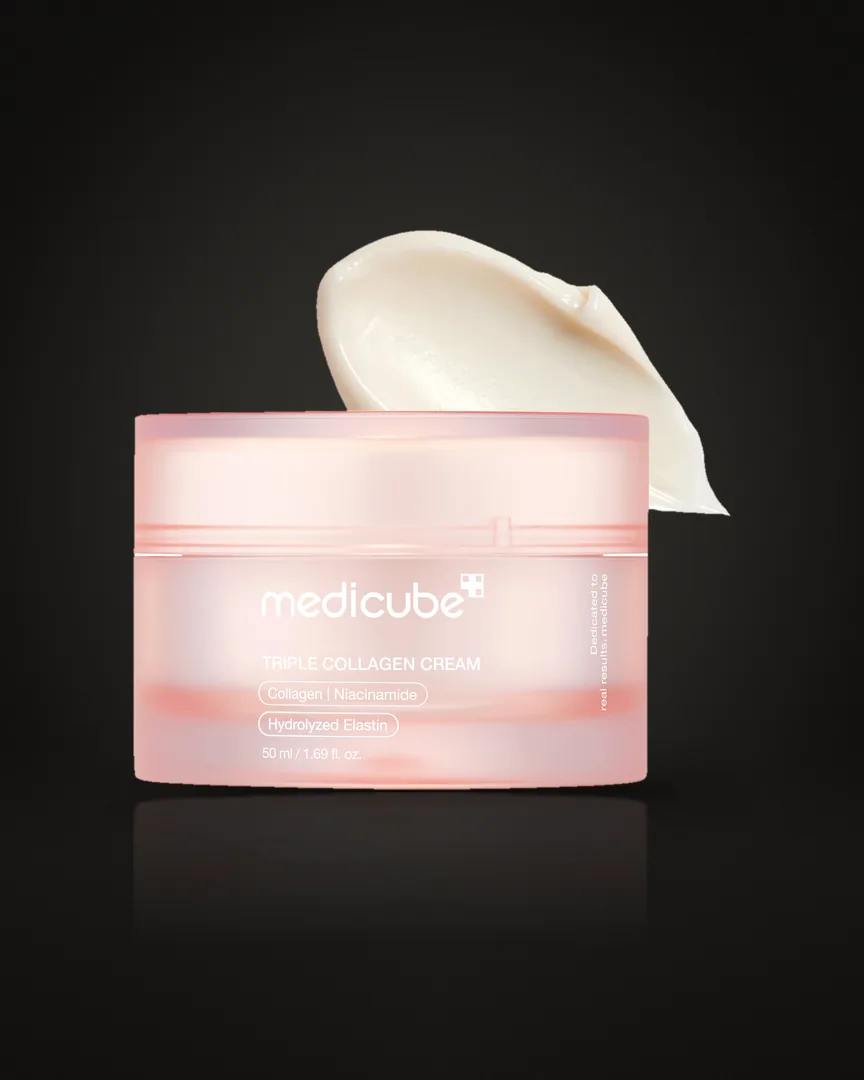 medicube
TRIPLE COLLAGEN CREAM
Collagen | Niacinamide
Hydrolyzed Elastin
50 ml / 1.69 fl. oz.
Dedicated to
real results, medicube